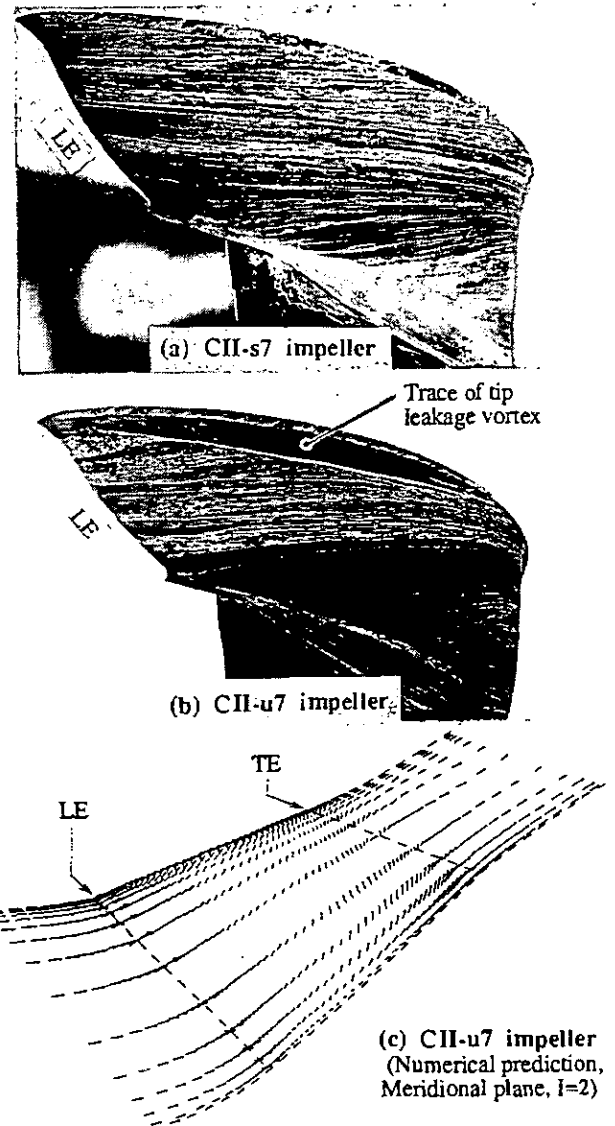 LE
(a) CII-s7 impeller
Trace of tip
leakage vortex
LE
(b) CII-u7 impeller
TE
LE
(c) CII-u7 impeller
(Numerical prediction,
Meridional plane, I=2)